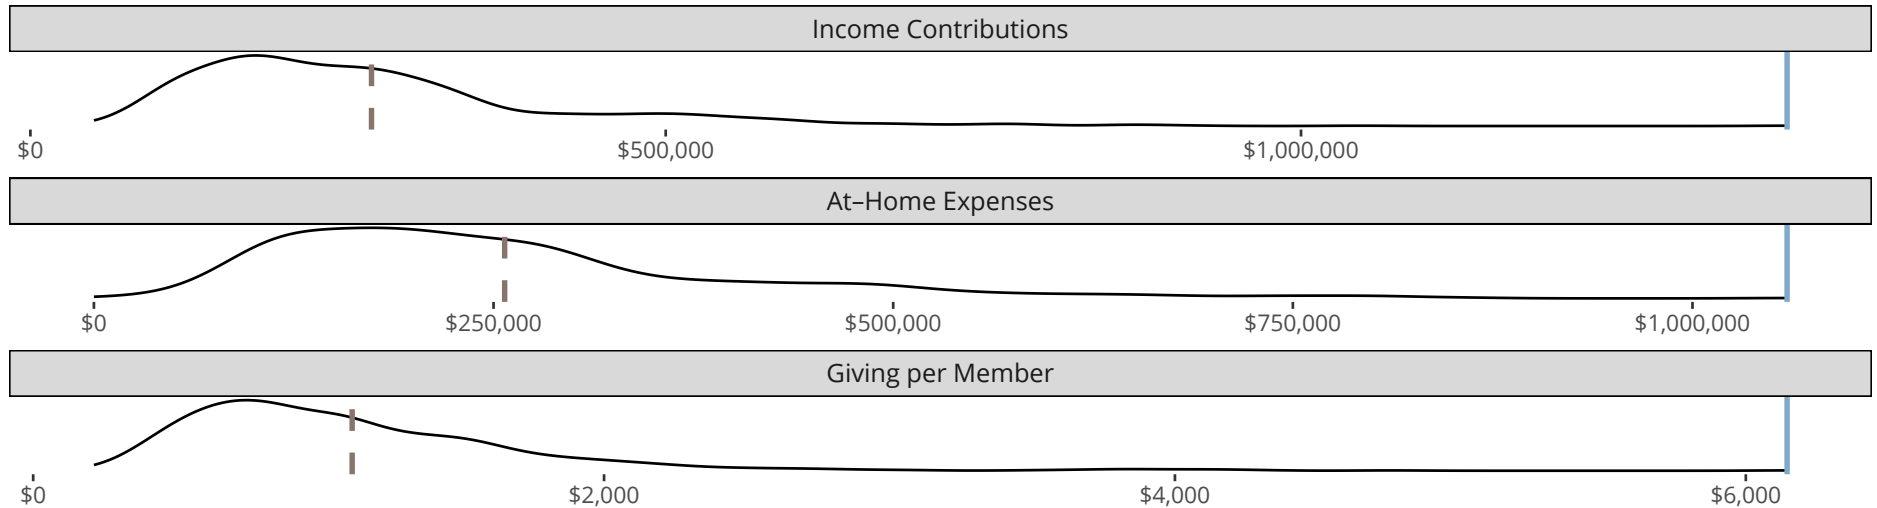 Income Contributions
$0 $500,000 $1,000,000
At–Home Expenses
$0 $250,000 $500,000 $750,000 $1,000,000
Giving per Member
$0 $2,000 $4,000 $6,000